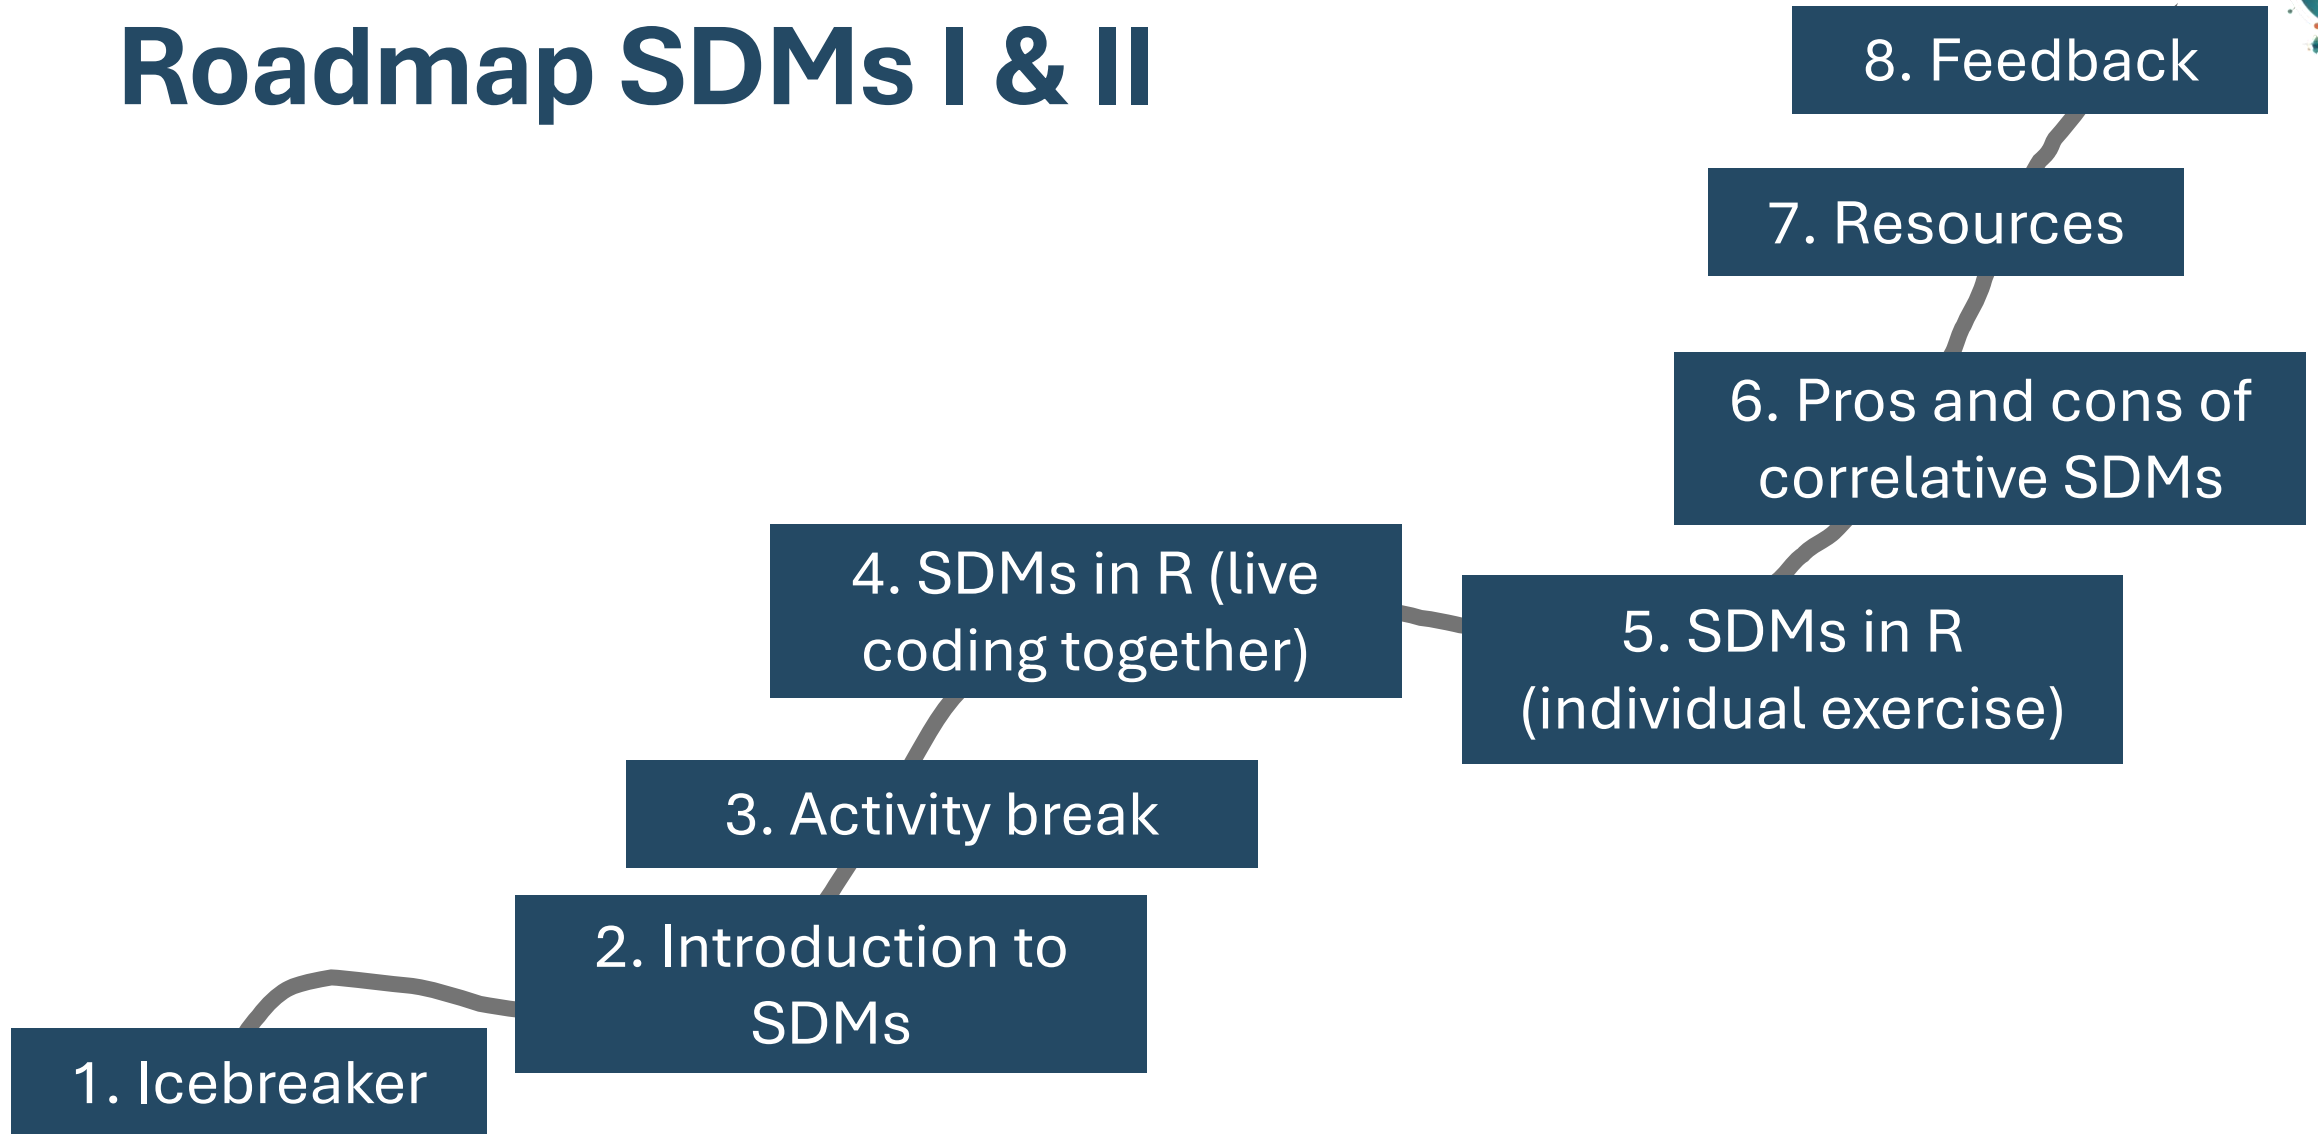 Roadmap SDMs I & II
8. Feedback
7. Resources
6. Pros and cons of
correlative SDMs
4. SDMs in R (live
coding together)
5. SDMs in R
(individual exercise)
3. Activity break
2. Introduction to
SDMs
1. Icebreaker